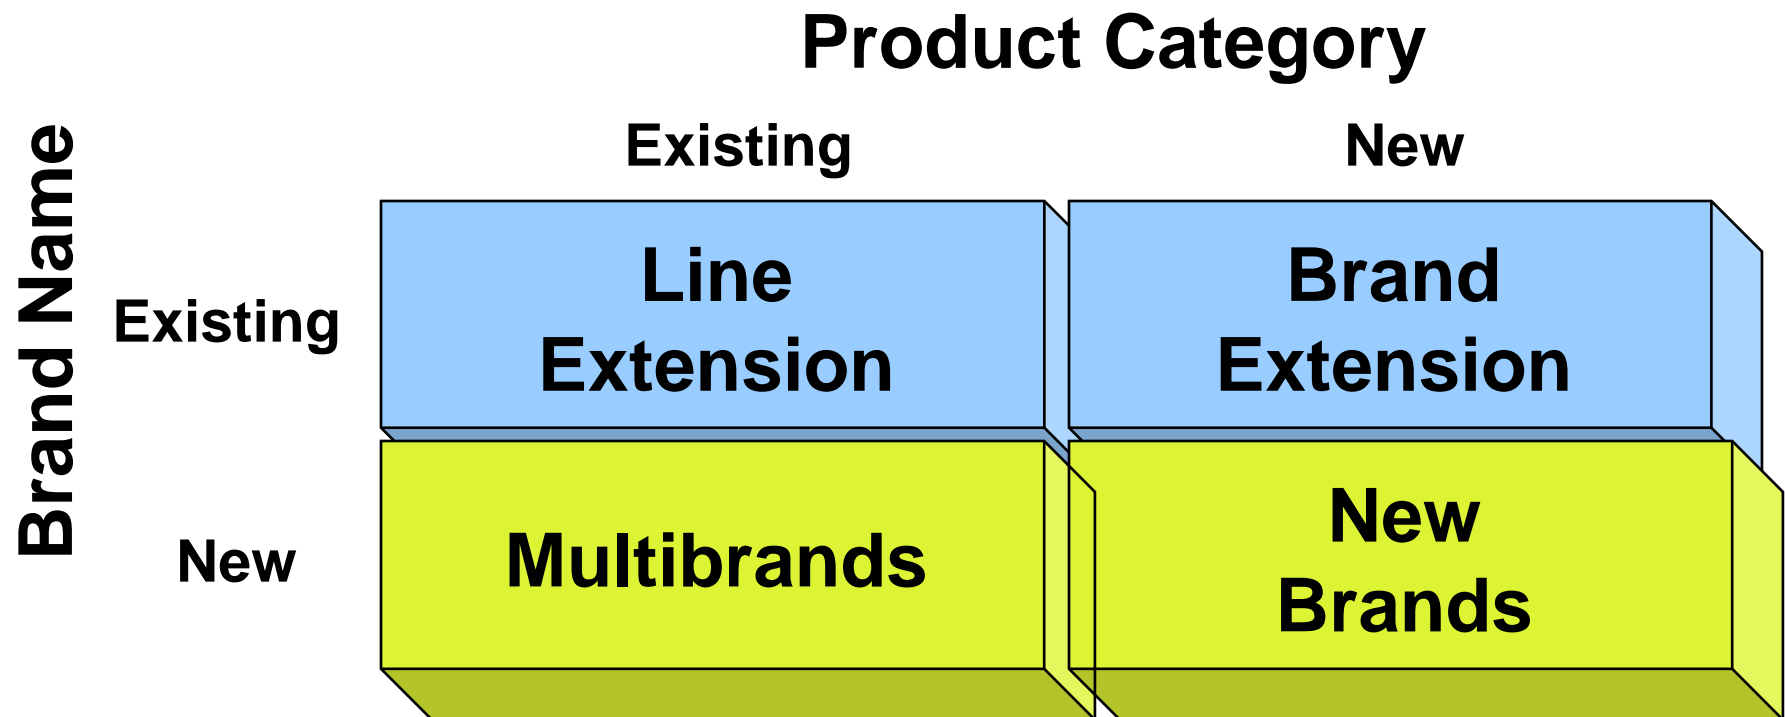 Product Category
Existing
New
Brand Name
Existing
Line
Extension
Brand
Extension
New
Multibrands
New
Brands